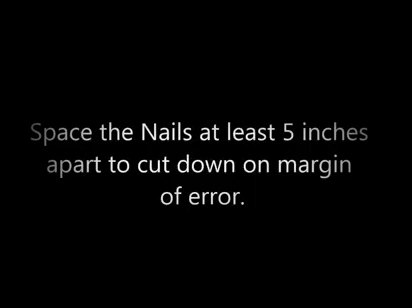 Space the Nails at least 5 inches
apart to cut down on margin
of error.